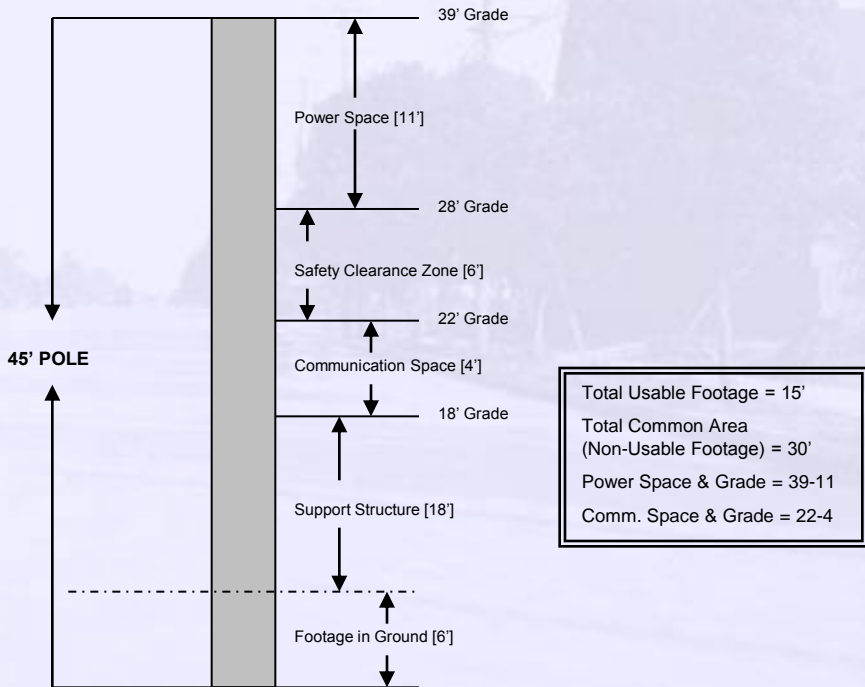 39’ Grade
Power Space [11’]
28’ Grade
Safety Clearance Zone [6’]
22’ Grade
45’ POLE
Communication Space [4’]
18’ Grade
Total Usable Footage = 15’
Total Common Area
(Non-Usable Footage) = 30’
Power Space & Grade = 39-11
Comm. Space & Grade = 22-4
Support Structure [18’]
Footage in Ground [6’]